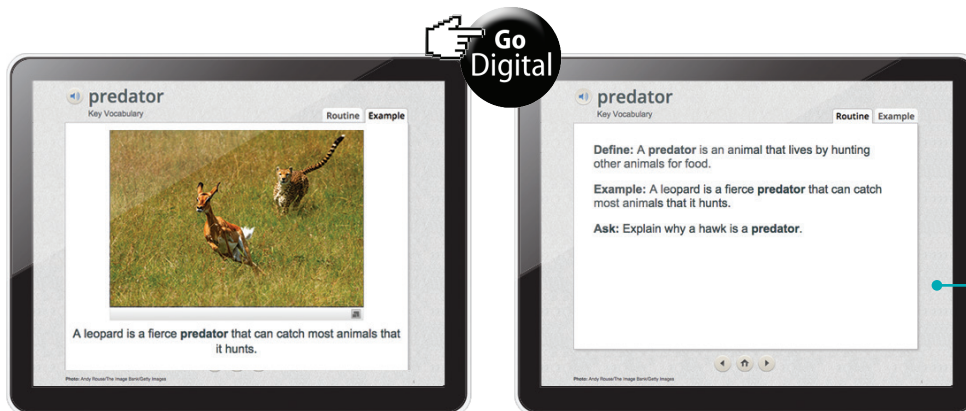 Go
Digital
predator
Key Vocabulary
Routine Example
A leopard is a fierce predator that can catch most animals that
it hunts.
Photo: Andy Rouse/The Image Bank/Getty Images
predator
Key Vocabulary
Routine Example
Define: A predator is an animal that lives by hunting
other animals for food.
Example: A leopard is a fierce predator that can catch
most animals that it hunts.
Ask: Explain why a hawk is a predator.
Photo: Andy Rouse/The Image Bank/Getty Images